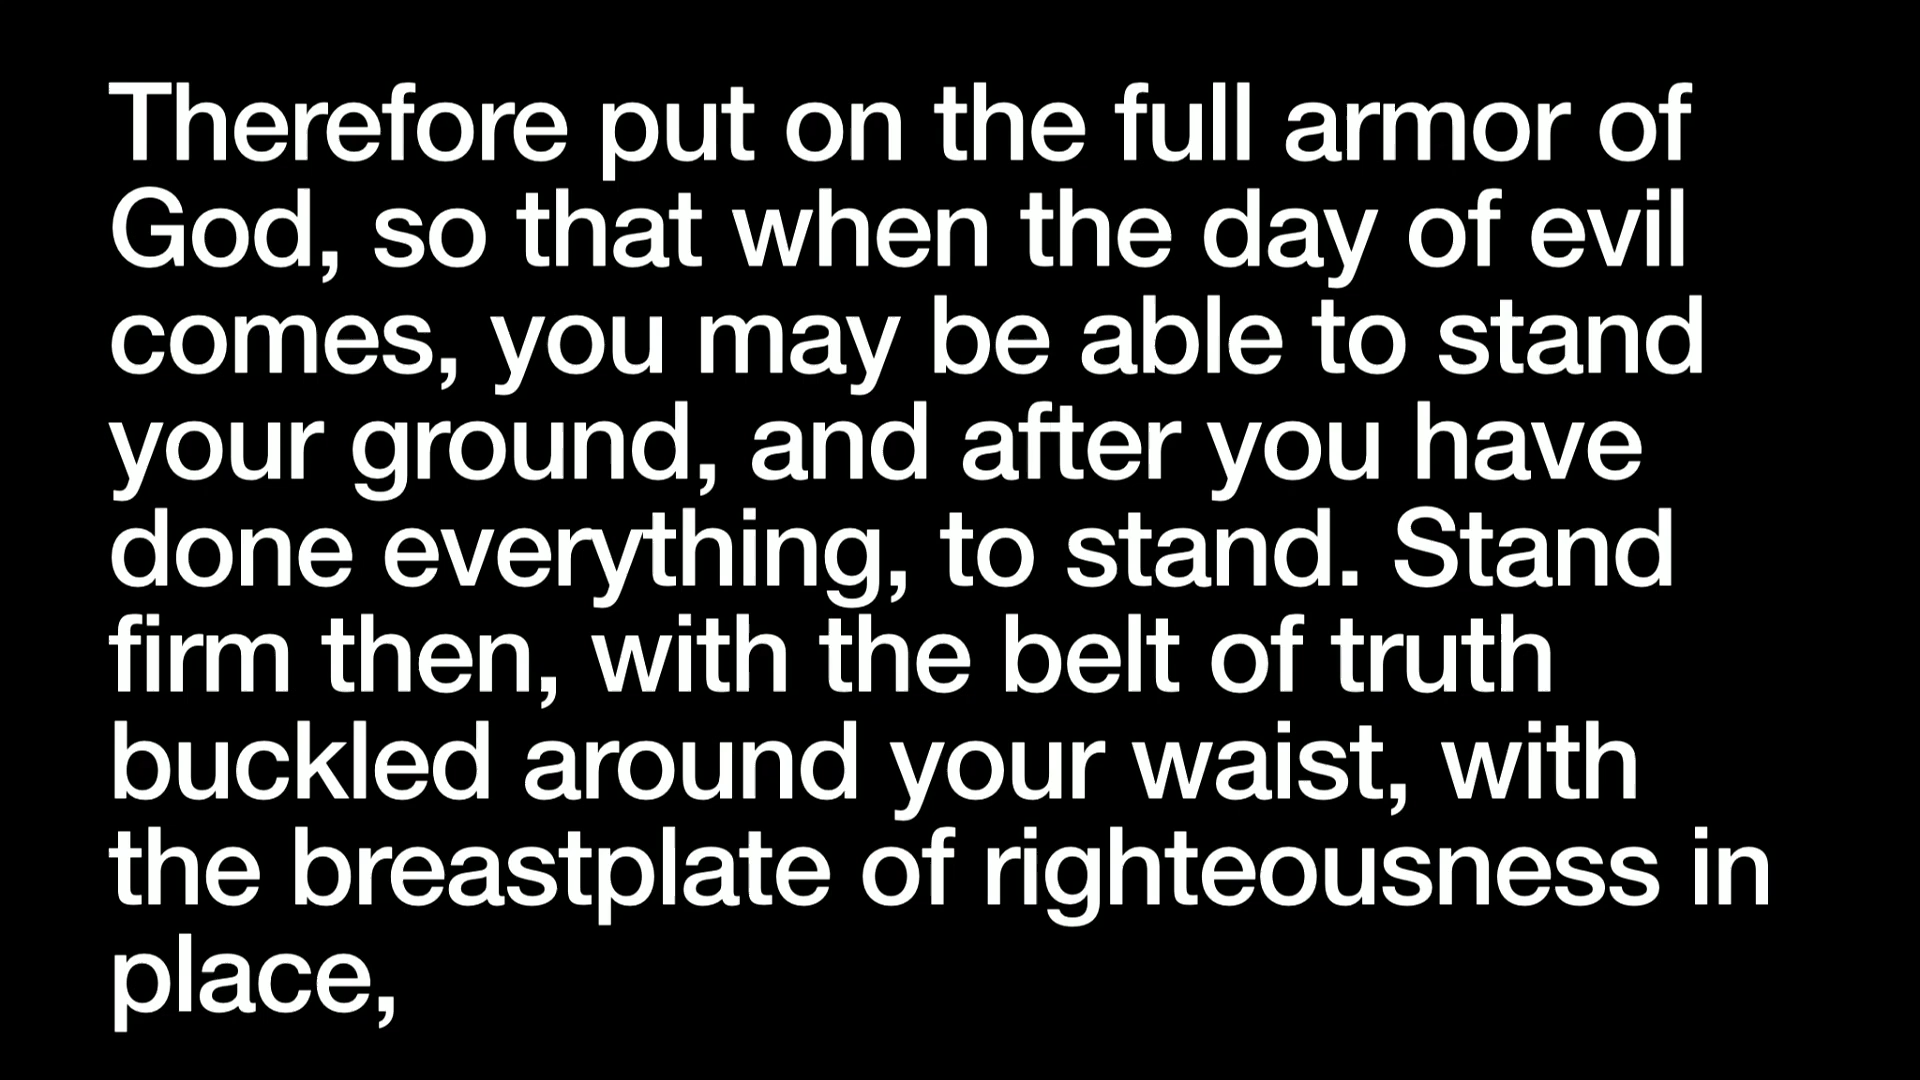 Therefore put on the full armor of
God, so that when the day of evil
comes, you may be able to stand
your ground, and after you have
done everything, to stand. Stand
firm then, with the belt of truth
buckled around your waist, with
the breastplate of righteousness in
place,